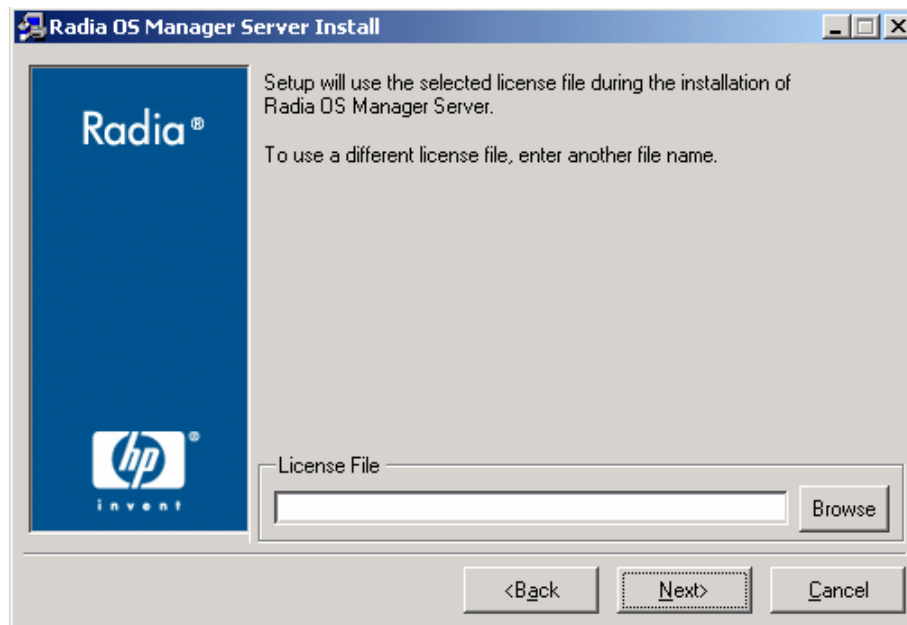 Radia OS Manager Server Install
Radia®
Setup will use the selected license file during the installation of
Radia OS Manager Server.
To use a different license file, enter another file name.
hp®
invent
License File
Browse
<Back
Next>
Cancel